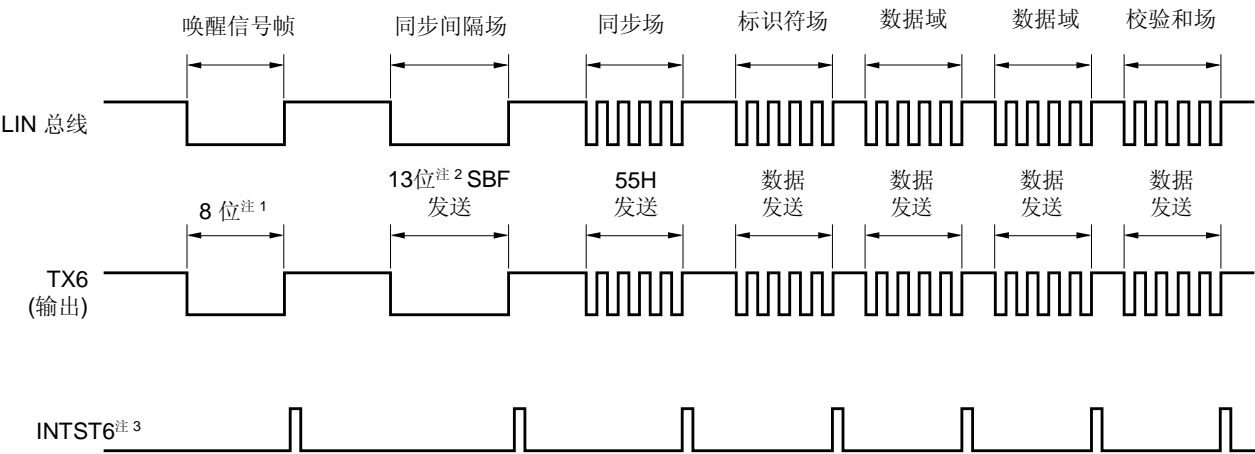 唤醒信号帧 同步间隔场 同步场 标识符场 数据域 数据域 校验和场
LIN 总线
8 位注 1 13位注 2 SBF 55H 数据 数据 数据 数据
发送 发送 发送 发送 发送 发送
TX6
(输出)
INTST6注 3